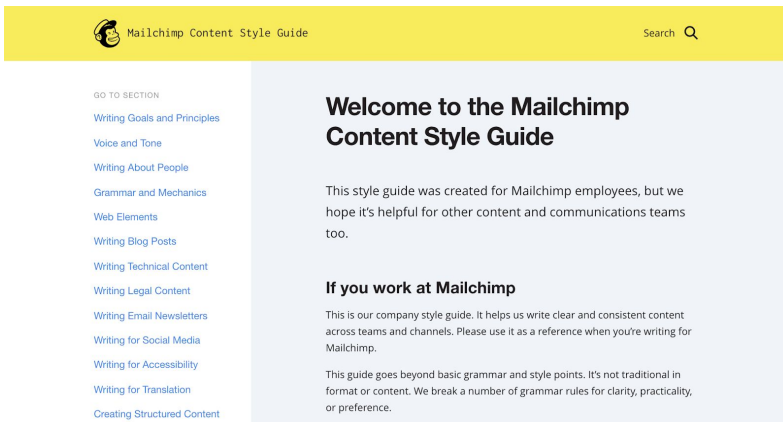 Mailchimp Content Style Guide
Search
GO TO SECTION
Writing Goals and Principles
Voice and Tone
Writing About People
Grammar and Mechanics
Web Elements
Writing Blog Posts
Writing Technical Content
Writing Legal Content
Writing Email Newsletters
Writing for Social Media
Writing for Accessibility
Writing for Translation
Creating Structured Content
Welcome to the Mailchimp
Content Style Guide
This style guide was created for Mailchimp employees, but we
hope it’s helpful for other content and communications teams
too.
If you work at Mailchimp
This is our company style guide. It helps us write clear and consistent content
across teams and channels. Please use it as a reference when you’re writing for
Mailchimp.
This guide goes beyond basic grammar and style points. It’s not traditional in
format or content. We break a number of grammar rules for clarity, practicality,
or preference.